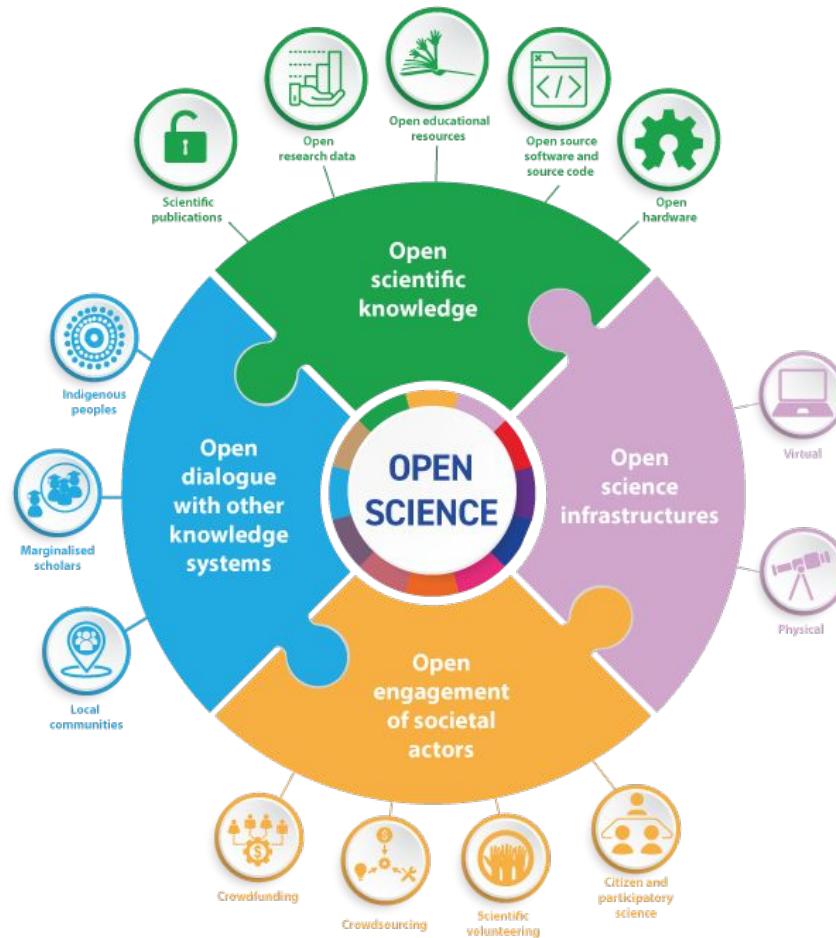 Scientific
publications
Open
research data
Open educational
resources
Open source
software and
source code
Open
hardware
Open
scientific
knowledge
Indigenous
peoples
Marginalised
scholars
Local
communities
Open
dialogue
with other
knowledge
systems
OPEN
SCIENCE
Open
science
infrastructures
Virtual
Physical
Open
engagement
of societal
actors
Crowdfunding
Crowdsourcing
Scientific
volunteering
Citizen and
participatory
science